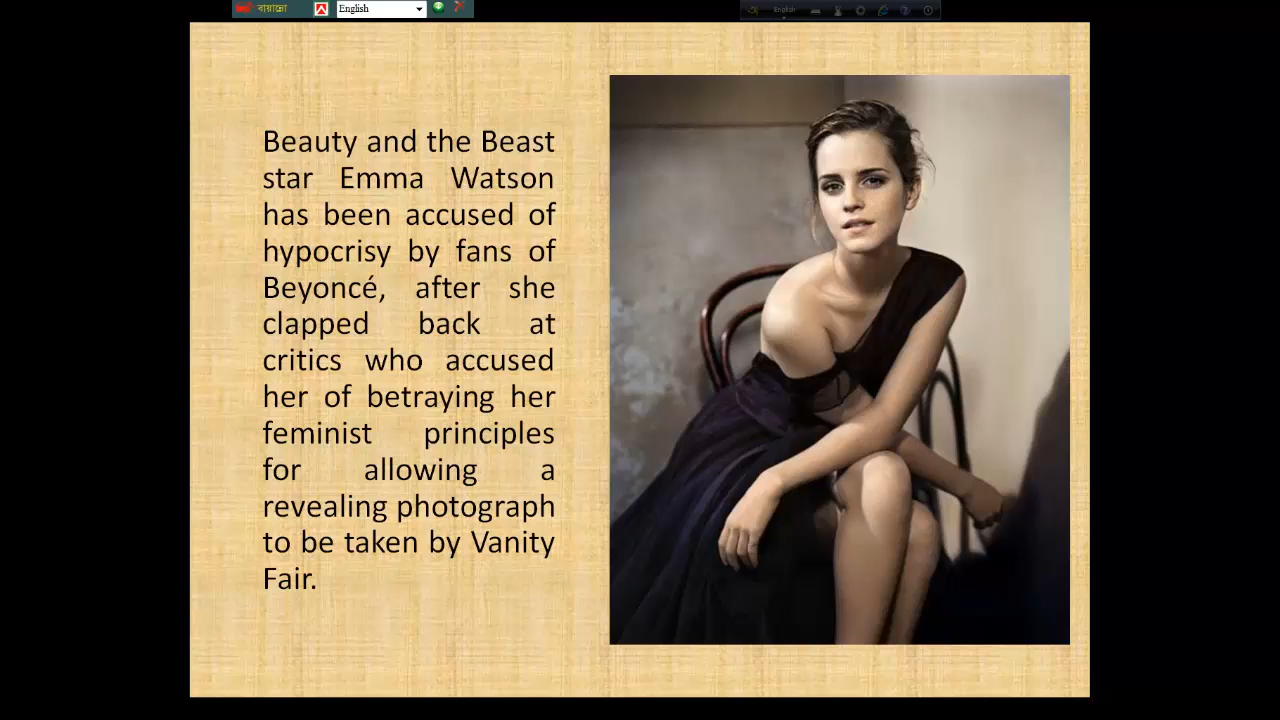 বায়ান্নো English
English
Beauty and the Beast
star Emma Watson
has been accused of
hypocrisy by fans of
Beyoncé, after she
clapped back at
critics who accused
her of betraying her
feminist principles
for allowing a
revealing photograph
to be taken by Vanity
Fair.